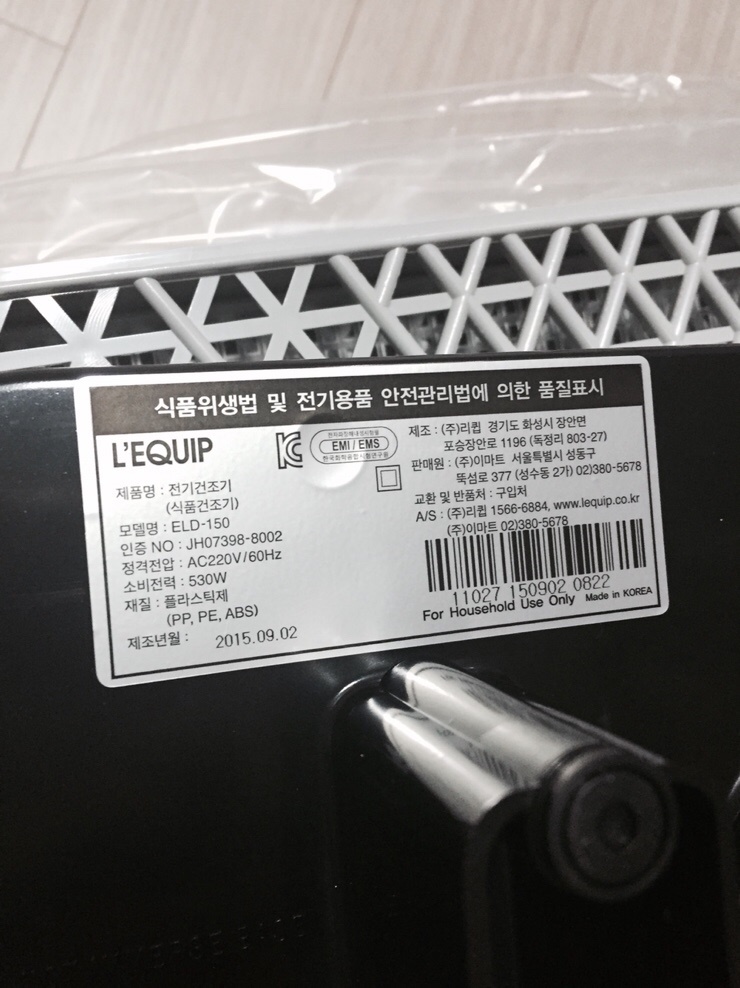 식품위생법 및 전기용품 안전관리법에 의한 품질표시
L'EQUIP
EMI / EMS
제품명 : 전기건조기
(식품건조기)
모델명 : ELD-150
인증 NO : JH07398-8002
정격전압 : AC220V/60Hz
소비전력 : 530W
재질 : 플라스틱제
(PP, PE, ABS)
제조년월 : 2015.09.02
제조 : (주)리큅 경기도 화성시 장안면
포승장안로 1196 (독정리 803-27)
판매원 : (주)이마트 서울특별시 성동구
뚝섬로 377 (성수동 2가) 02)380-5678
교환 및 반품처 : 구입처
A/S : (주)리큅 1566-6884, www.lequip.co.kr
(주)이마트 02)380-5678
11027 150902 0822
For Household Use Only Made in KOREA